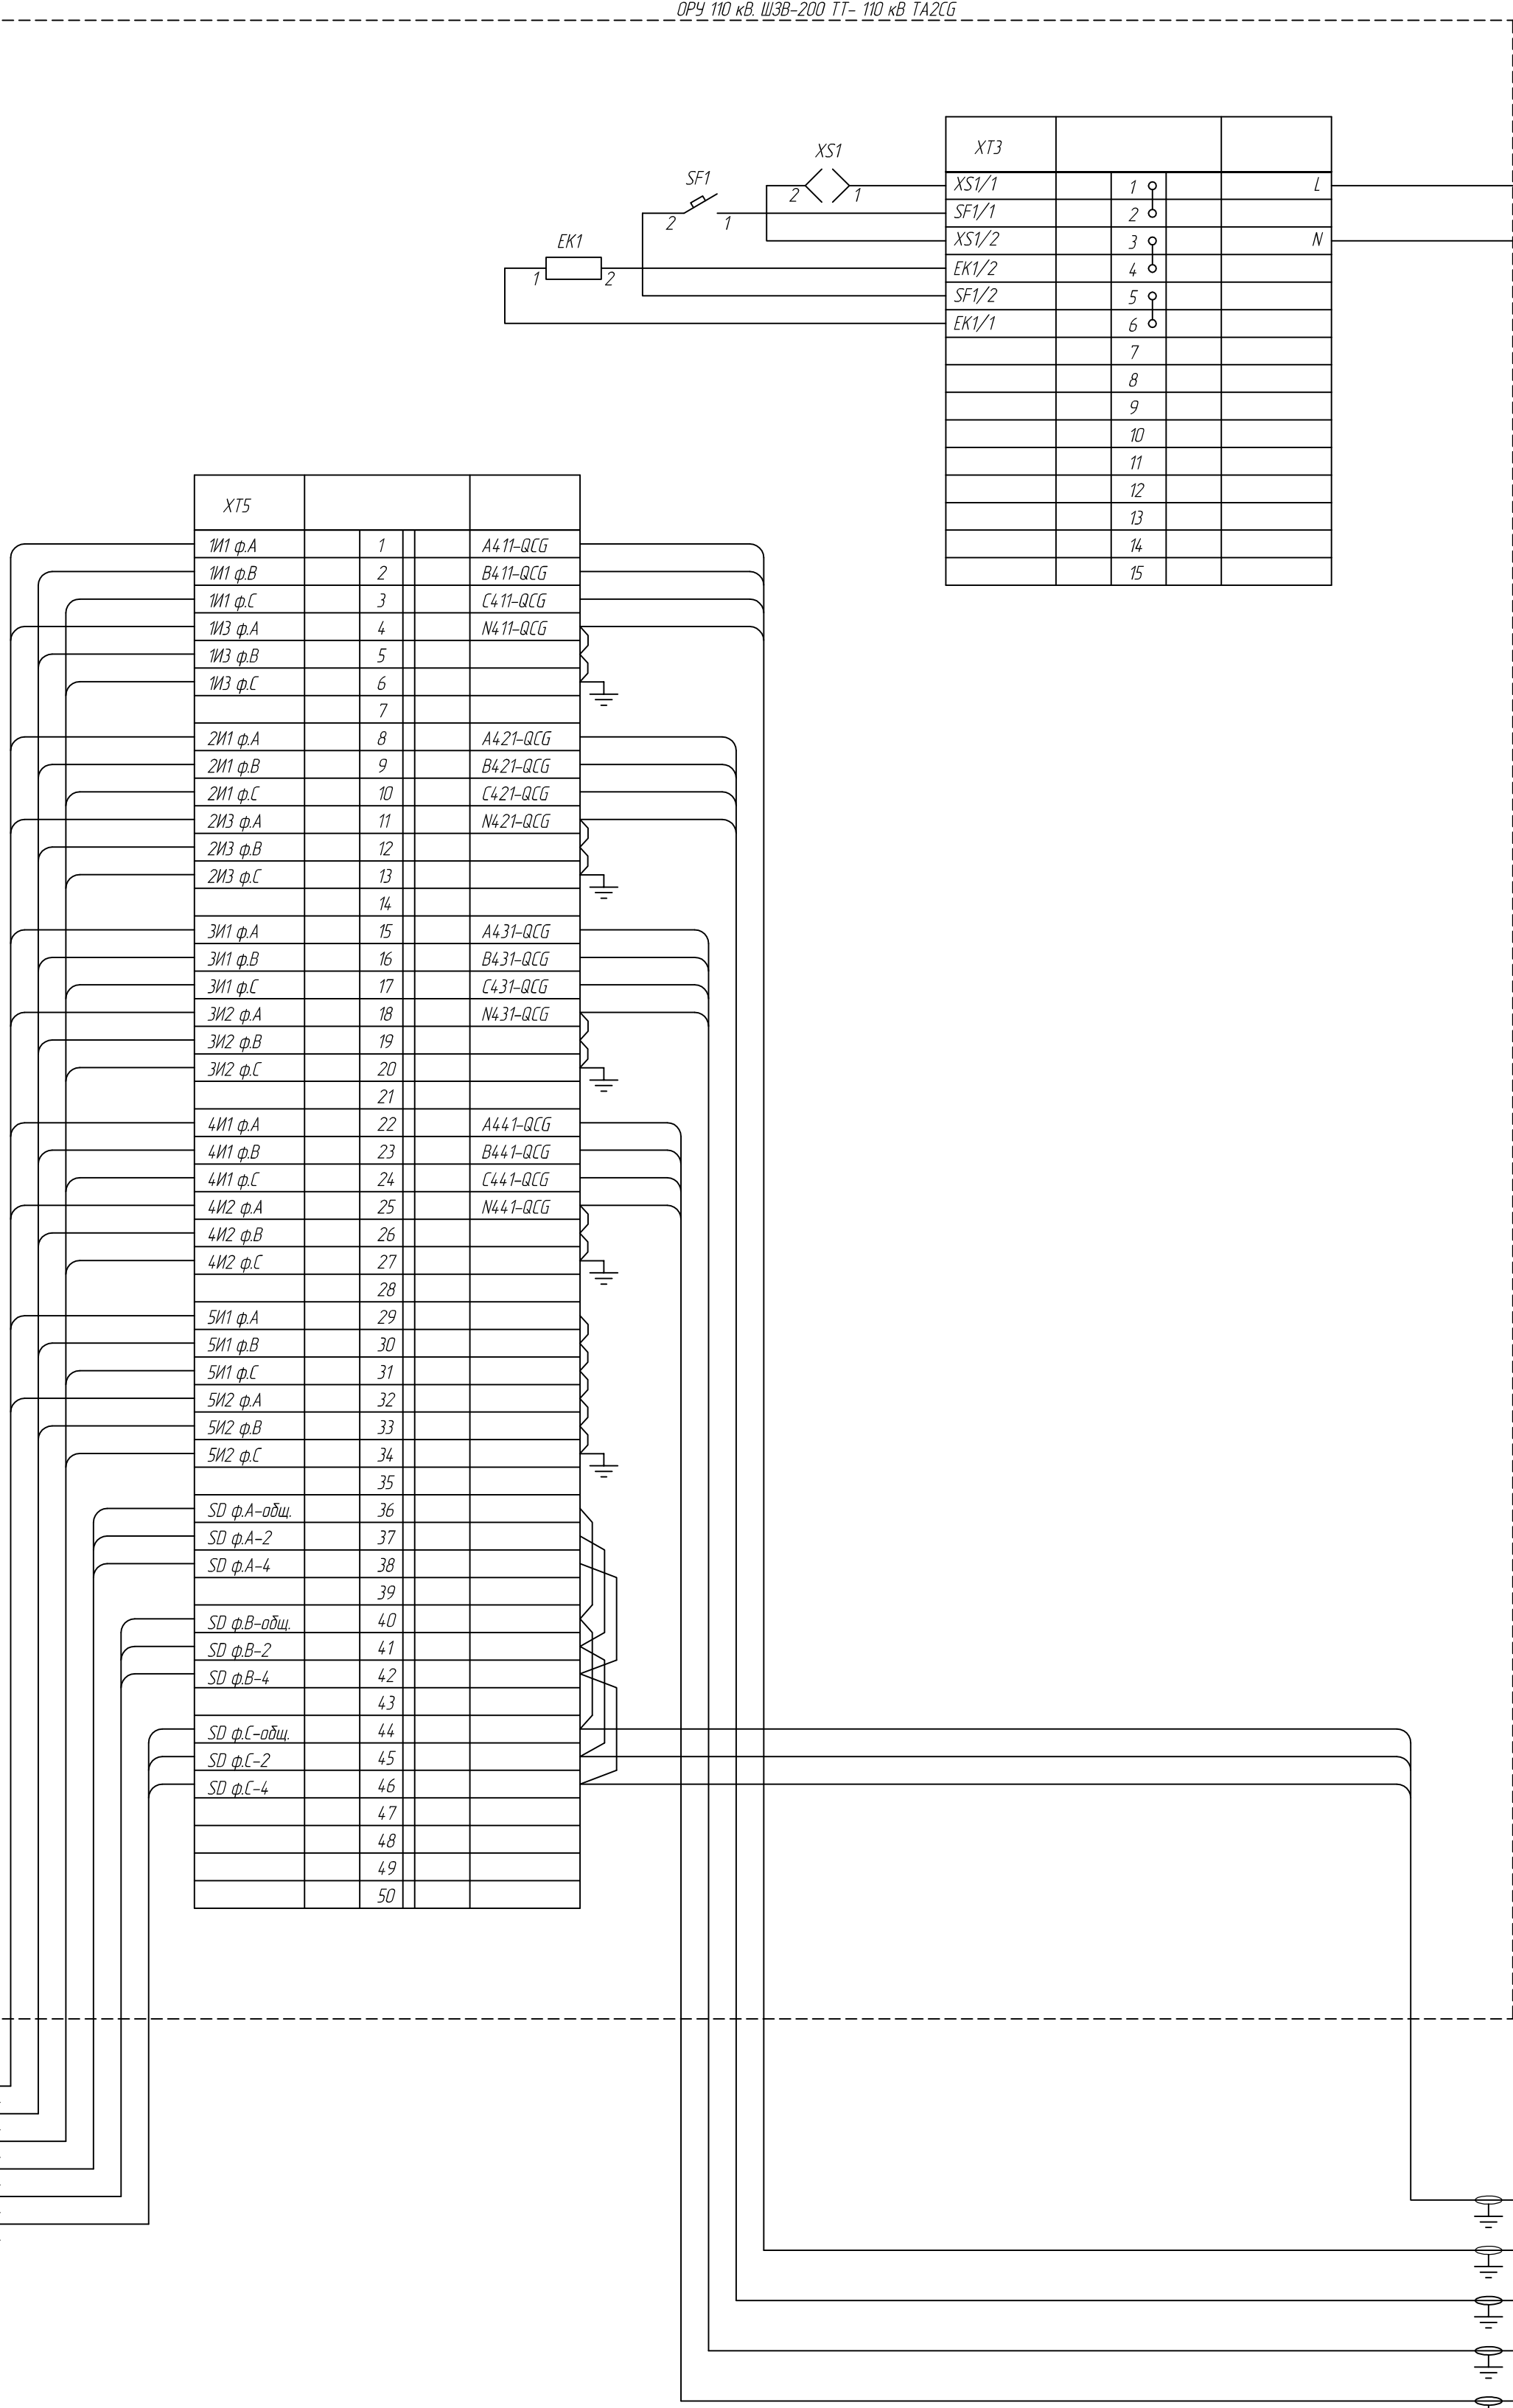 ОРУ 110 кВ. ШЗВ-200 ТТ- 110 кВ TA2CG
XT3
XS1
SF1
EK1
2 1
2 1
1 2
XS1/1 1 L
SF1/1 2
XS1/2 3 N
EK1/2 4
SF1/2 5
EK1/1 6
7
8
9
10
11
12
13
14
15
XT5
1И1 ф.А 1 A411-QCG
1И1 ф.В 2 B411-QCG
1И1 ф.С 3 C411-QCG
1И3 ф.А 4 N411-QCG
1И3 ф.В 5
1И3 ф.С 6
7
2И1 ф.А 8 A421-QCG
2И1 ф.В 9 B421-QCG
2И1 ф.С 10 C421-QCG
2И3 ф.А 11 N421-QCG
2И3 ф.В 12
2И3 ф.С 13
14
3И1 ф.А 15 A431-QCG
3И1 ф.В 16 B431-QCG
3И1 ф.С 17 C431-QCG
3И2 ф.А 18 N431-QCG
3И2 ф.В 19
3И2 ф.С 20
21
4И1 ф.А 22 A441-QCG
4И1 ф.В 23 B441-QCG
4И1 ф.С 24 C441-QCG
4И2 ф.А 25 N441-QCG
4И2 ф.В 26
4И2 ф.С 27
28
5И1 ф.А 29
5И1 ф.В 30
5И1 ф.С 31
5И2 ф.А 32
5И2 ф.В 33
5И2 ф.С 34
35
SD ф.А-общ. 36
SD ф.А-2 37
SD ф.А-4 38
39
SD ф.В-общ. 40
SD ф.В-2 41
SD ф.В-4 42
43
SD ф.С-общ. 44
SD ф.С-2 45
SD ф.С-4 46
47
48
49
50